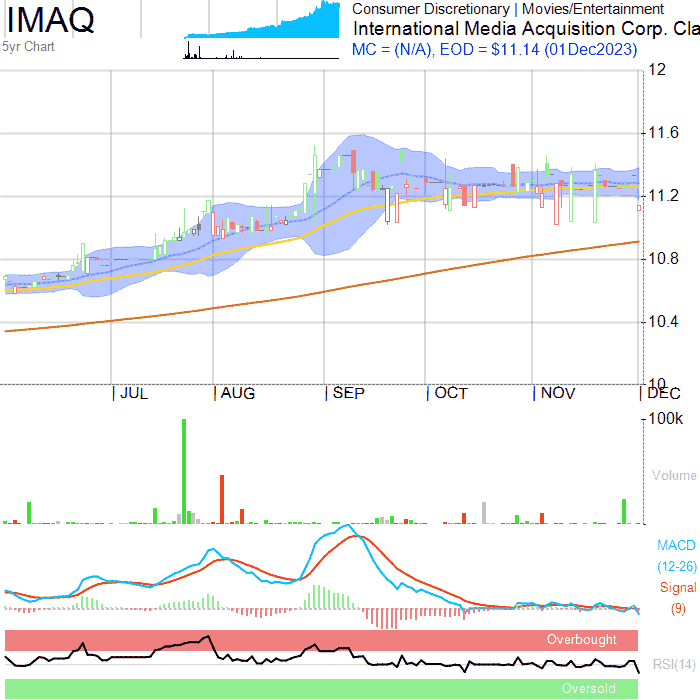 IMAQ
5yr Chart
Consumer Discretionary | Movies/Entertainment
International Media Acquisition Corp. Cla
MC = (N/A), EOD = $11.14 (01Dec2023)
12
11.6
11.2
10.8
10.4
10
JUL AUG SEP OCT NOV DEC
100k
Volume
MACD
(12-26)
Signal
(9)
Overbought
RSI(14)
Oversold